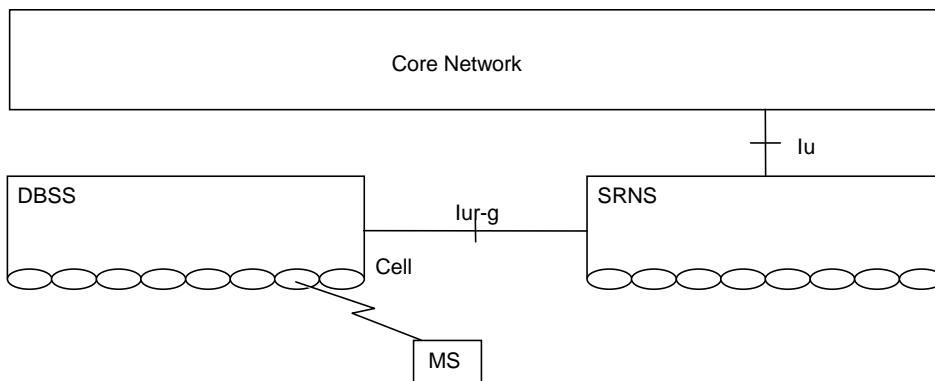 Core Network
Iu
DBSS
SRNS
Iur-g
Cell
MS